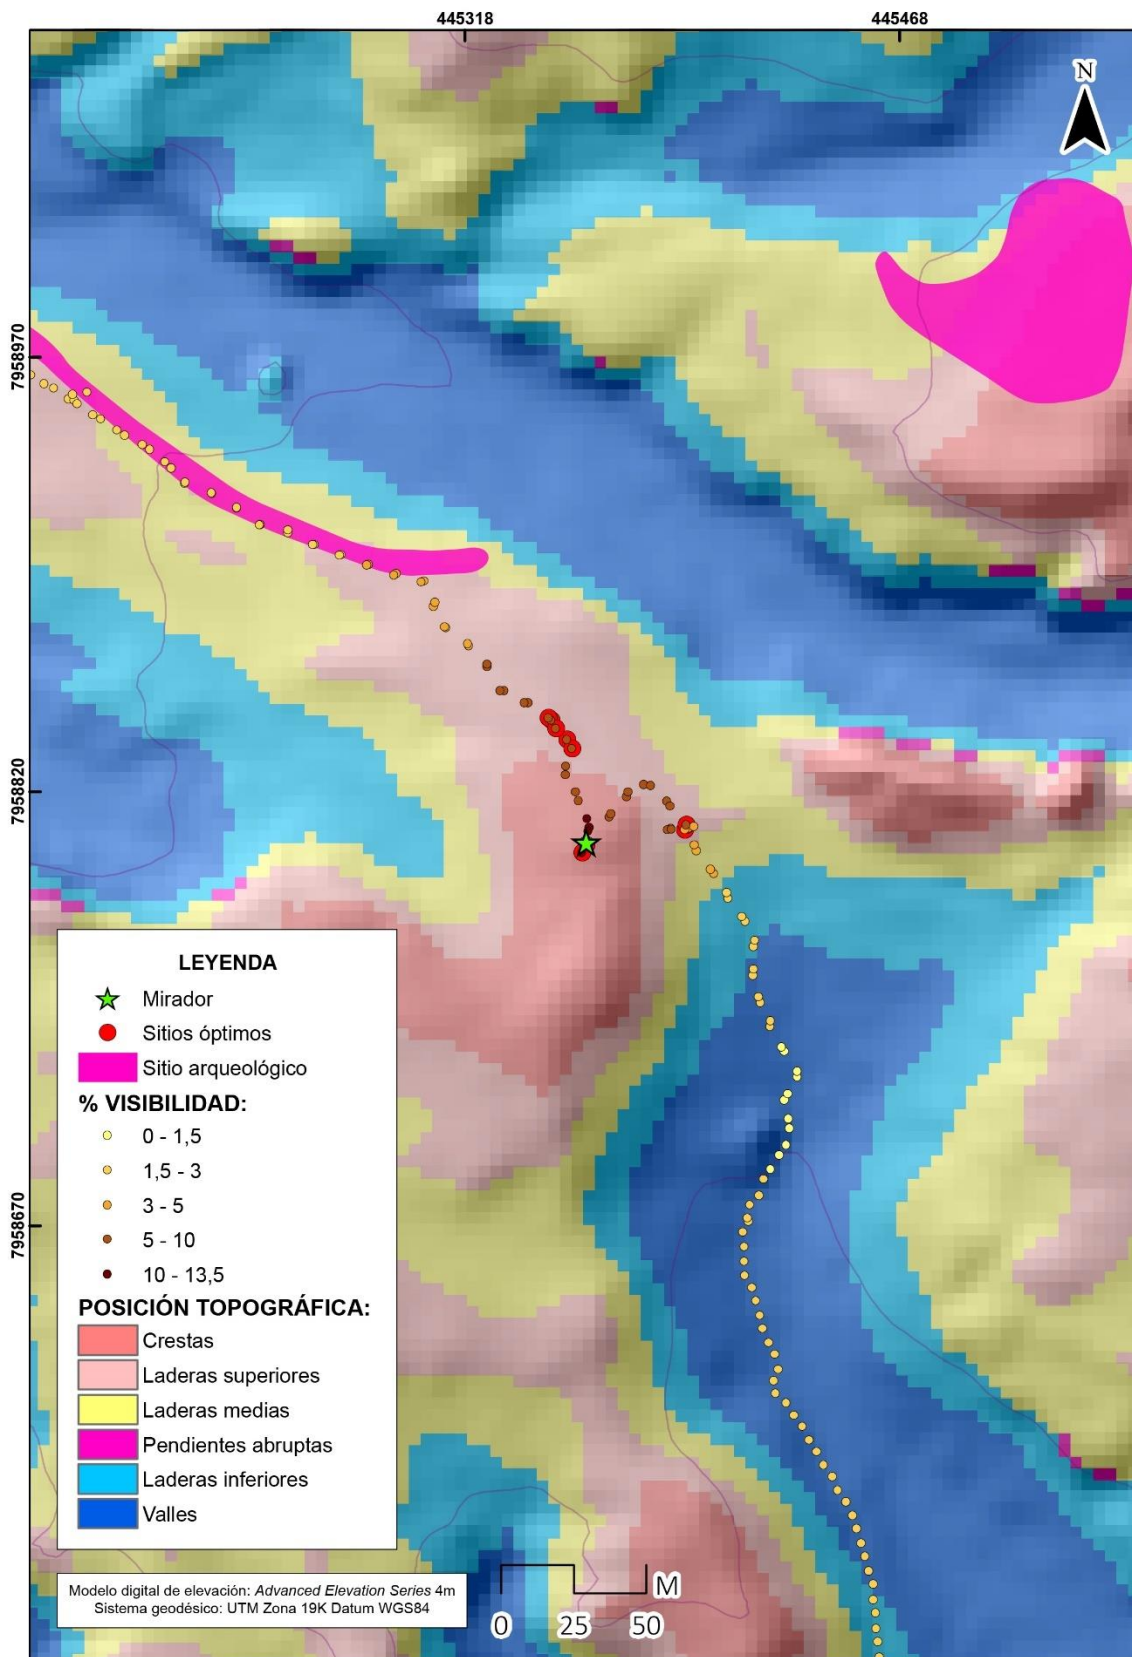 445318
445468
N
7958970
7958820
7958670
LEYENDA
Mirador
Sitios óptimos
Sitio arqueológico
% VISIBILIDAD:
0 - 1,5
1,5 - 3
3 - 5
5 - 10
10 - 13,5
POSICIÓN TOPOGRÁFICA:
Crestas
Laderas superiores
Laderas medias
Pendientes abruptas
Laderas inferiores
Valles
Modelo digital de elevación: Advanced Elevation Series 4m
Sistema geodésico: UTM Zona 19K Datum WGS84
M
0 25 50